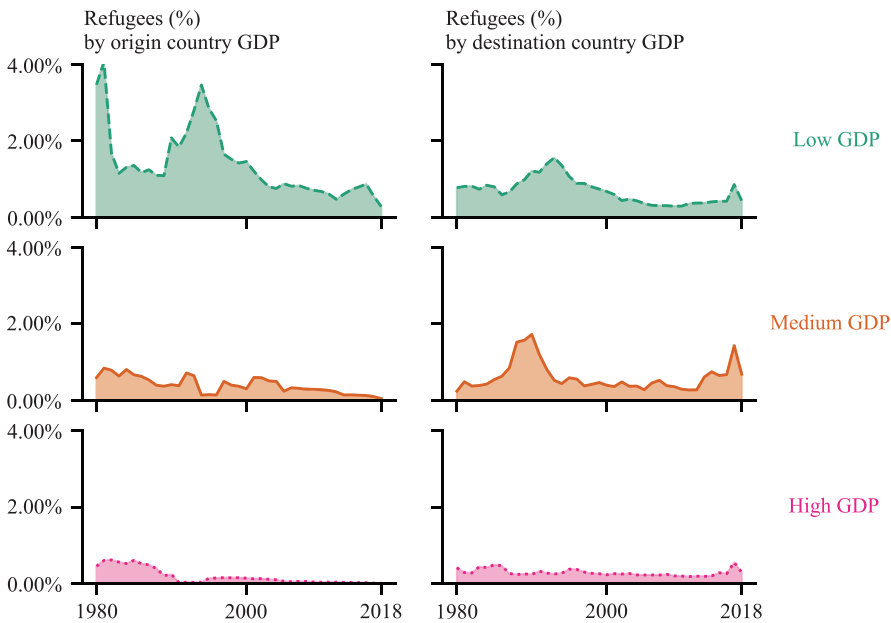 Refugees (%)
by origin country GDP
Refugees (%)
by destination country GDP
4.00%
2.00%
0.00%
Low GDP
4.00%
2.00%
0.00%
Medium GDP
4.00%
2.00%
0.00%
High GDP
1980
2000
2018
1980
2000
2018